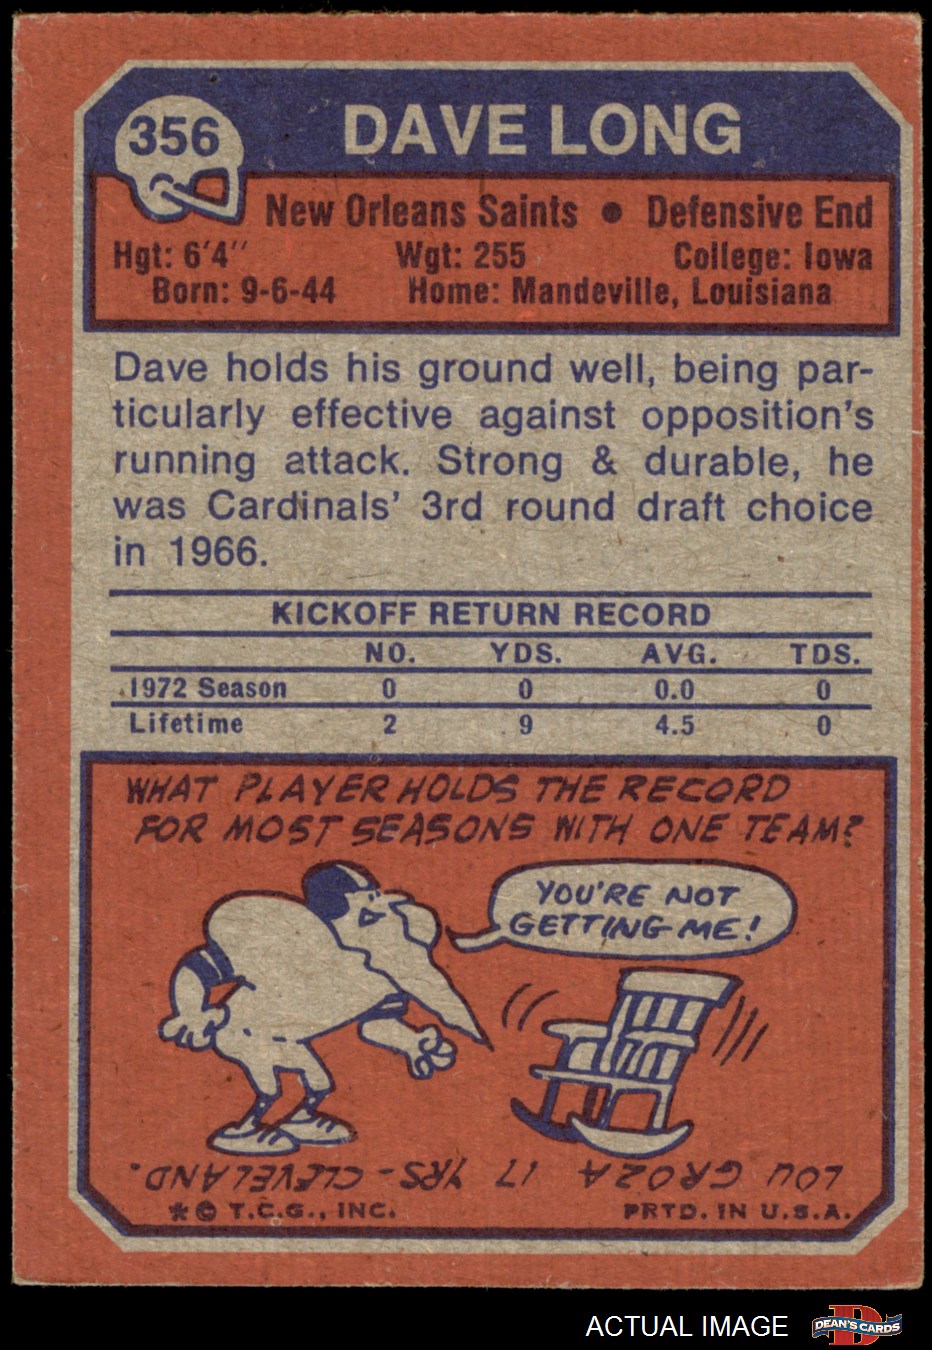 356
DAVE LONG
New Orleans Saints • Defensive End
Hgt: 6'4" Wgt: 255 College: Iowa
Born: 9-6-44 Home: Mandeville, Louisiana
Dave holds his ground well, being par-
ticularly effective against opposition's
running attack. Strong & durable, he
was Cardinals' 3rd round draft choice
in 1966.
KICKOFF RETURN RECORD
NO. YDS. AVG. TDS.
1972 Season 0 0 0.0 0
Lifetime 2 9 4.5 0
WHAT PLAYER HOLDS THE RECORD
FOR MOST SEASONS WITH ONE TEAM?
YOU'RE NOT
GETTING ME!
LOU GROZA 17 YRS - CLEVELAND.
* © T.C.G., INC. PRTD. IN U.S.A.
ACTUAL IMAGE
D
DEAN'S CARDS